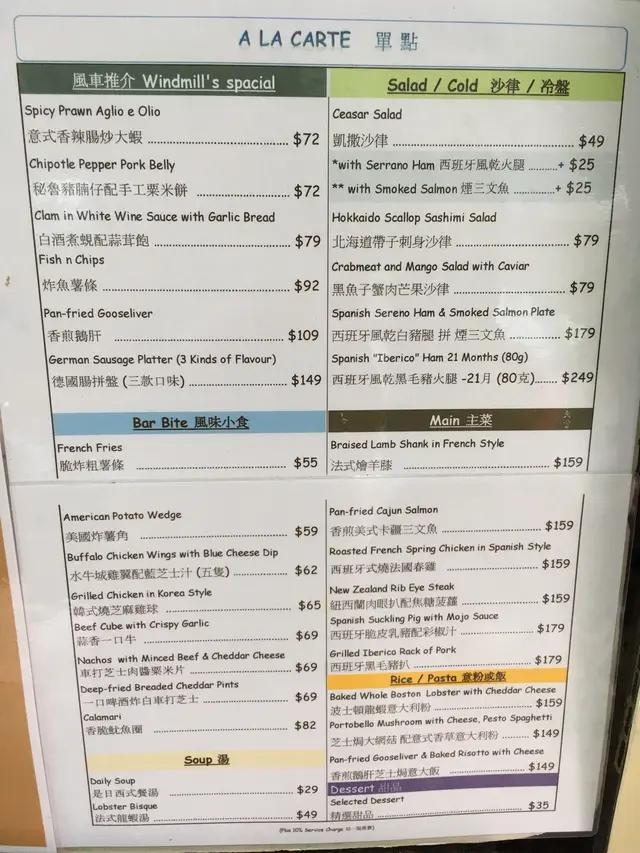 A LA CARTE 單點
風車推介 Windmill's spacial
Spicy Prawn Aglio e Olio
意式香辣腸炒大蝦 $72
Chipotle Pepper Pork Belly
秘魯豬腩仔配手工粟米餅 $72
Clam in White Wine Sauce with Garlic Bread
白酒煮蜆配蒜茸飽 $79
Fish n Chips
炸魚薯條 $92
Pan-fried Gooseliver
香煎鵝肝 $109
German Sausage Platter (3 Kinds of Flavour)
德國腸拼盤 (三款口味) $149
Bar Bite 風味小食
French Fries
脆炸粗薯條 $55
American Potato Wedge
美國炸薯角 $59
Buffalo Chicken Wings with Blue Cheese Dip
水牛城雞翼配藍芝士汁 (五隻) $62
Grilled Chicken in Korea Style
韓式燒芝麻雞球 $65
Beef Cube with Crispy Garlic
蒜香一口牛 $69
Nachos with Minced Beef & Cheddar Cheese
車打芝士肉醬粟米片 $69
Deep-fried Breaded Cheddar Pints
一口啤酒炸白車打芝士 $69
Calamari
香脆魷魚圈 $82
Soup 湯
Daily Soup
是日西式餐湯 $29
Lobster Bisque
法式龍蝦湯 $49
Salad / Cold 沙律 / 冷盤
Ceasar Salad
凱撒沙律 $49
*with Serrano Ham 西班牙風乾火腿 + $25
** with Smoked Salmon 煙三文魚 + $25
Hokkaido Scallop Sashimi Salad
北海道帶子刺身沙律 $79
Crabmeat and Mango Salad with Caviar
黑魚子蟹肉芒果沙律 $79
Spanish Sereno Ham & Smoked Salmon Plate
西班牙風乾白豬腿 拼 煙三文魚 $179
Spanish "Iberico" Ham 21 Months (80g)
西班牙風乾黑毛豬火腿 -21月 (80克) $249
Main 主菜
Braised Lamb Shank in French Style
法式燴羊膝 $159
Pan-fried Cajun Salmon
香煎美式卡疆三文魚 $159
Roasted French Spring Chicken in Spanish Style
西班牙式燒法國春雞 $159
New Zealand Rib Eye Steak
紐西蘭肉眼扒配焦糖菠蘿 $159
Spanish Suckling Pig with Mojo Sauce
西班牙脆皮乳豬配彩椒汁 $179
Grilled Iberico Rack of Pork
西班牙黑毛豬扒 $179
Rice / Pasta 意粉或飯
Baked Whole Boston Lobster with Cheddar Cheese
波士頓龍蝦意大利粉 $159
Portobello Mushroom with Cheese, Pesto Spaghetti
芝士焗大網菇 配意式香草意大利粉 $149
Pan-fried Gooseliver & Baked Risotto with Cheese
香煎鵝肝芝士焗意大飯 $149
Dessert 甜品
Selected Dessert
精選甜品 $35
(Plus 10% Service Charge 加一服務費)